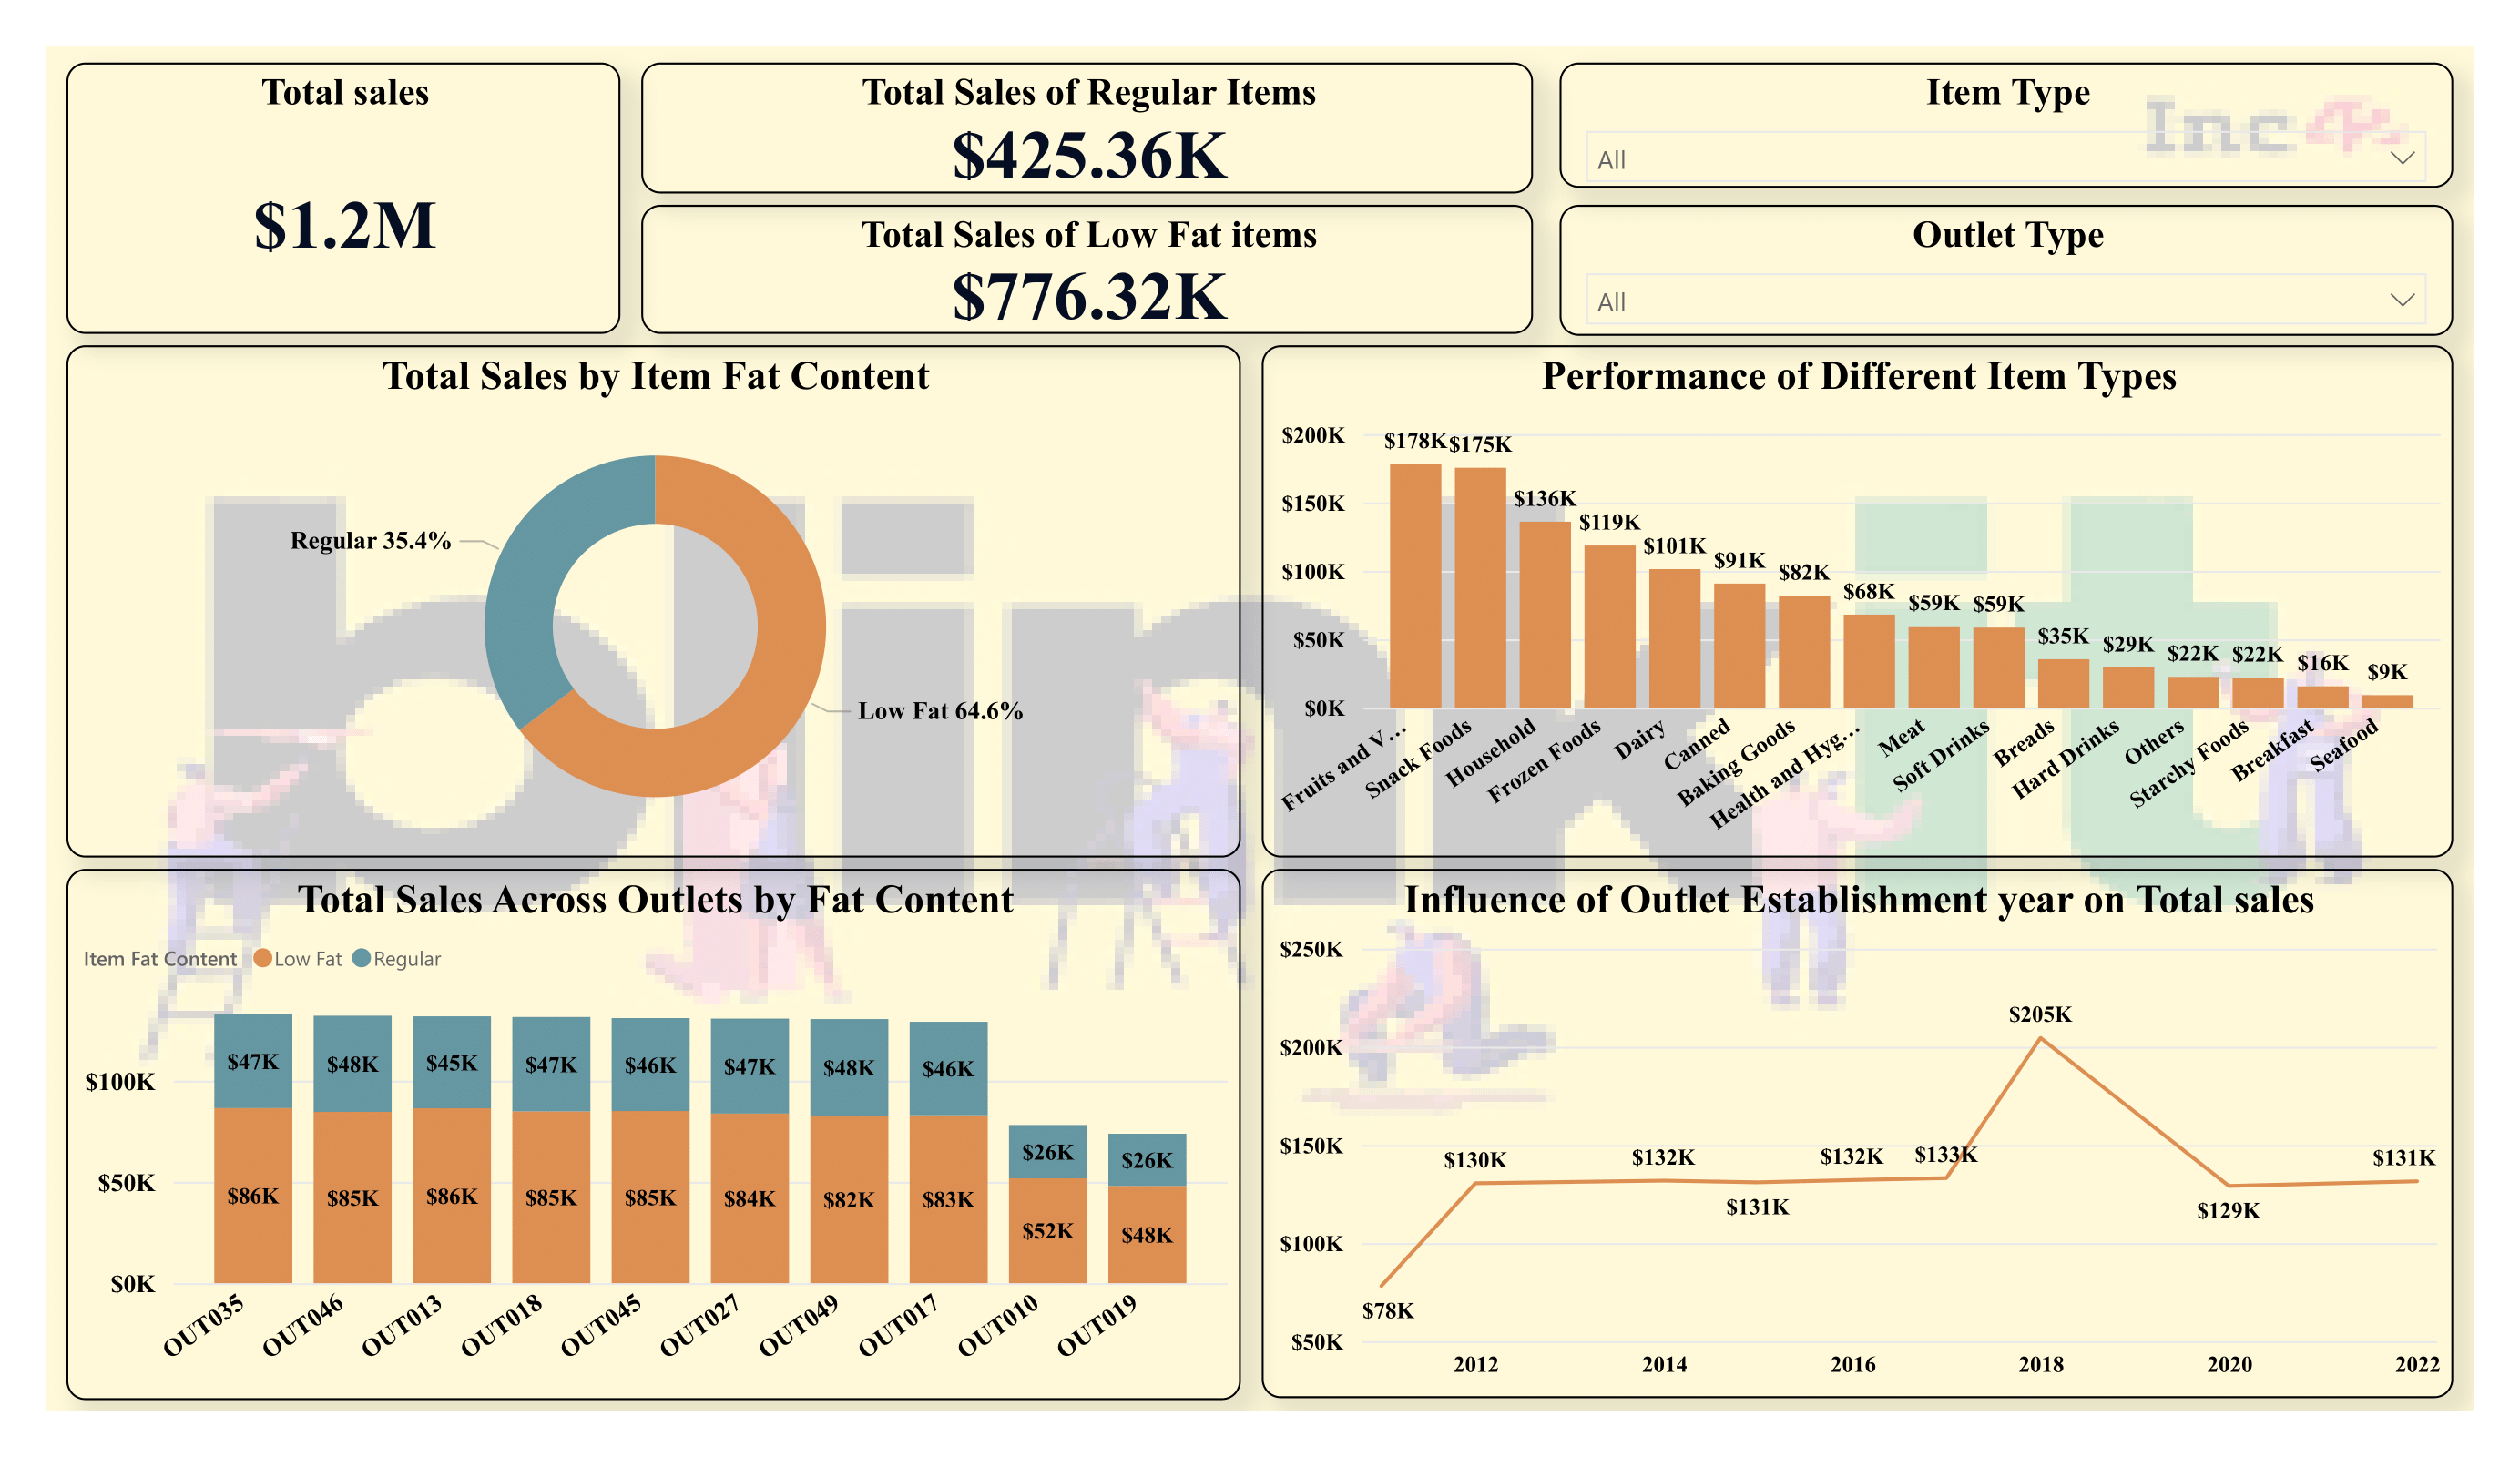 Total sales
$1.2M
Total Sales of Regular Items
$425.36K
Total Sales of Low Fat items
$776.32K
Item Type
Inc
All
Outlet Type
All
Total Sales by Item Fat Content
Regular 35.4%
Low Fat 64.6%
Performance of Different Item Types
$200K
$150K
$100K
$50K
$0K
$178K $175K $136K $119K $101K $91K $82K $68K $59K $59K $35K $29K $22K $22K $16K $9K
Fruits and V...
Snack Foods
Household
Frozen Foods
Dairy
Canned
Baking Goods
Health and Hyg...
Meat
Soft Drinks
Breads
Hard Drinks
Others
Starchy Foods
Breakfast
Seafood
blinkit
Total Sales Across Outlets by Fat Content
Item Fat Content Low Fat Regular
$100K
$50K
$0K
$47K $48K $45K $47K $46K $47K $48K $46K $26K $26K
$86K $85K $86K $85K $85K $84K $82K $83K $52K $48K
OUT035 OUT046 OUT013 OUT018 OUT045 OUT027 OUT049 OUT017 OUT010 OUT019
Influence of Outlet Establishment year on Total sales
$250K
$200K
$150K
$100K
$50K
$78K $130K $132K $131K $132K $133K $205K $129K $131K
2012 2014 2016 2018 2020 2022